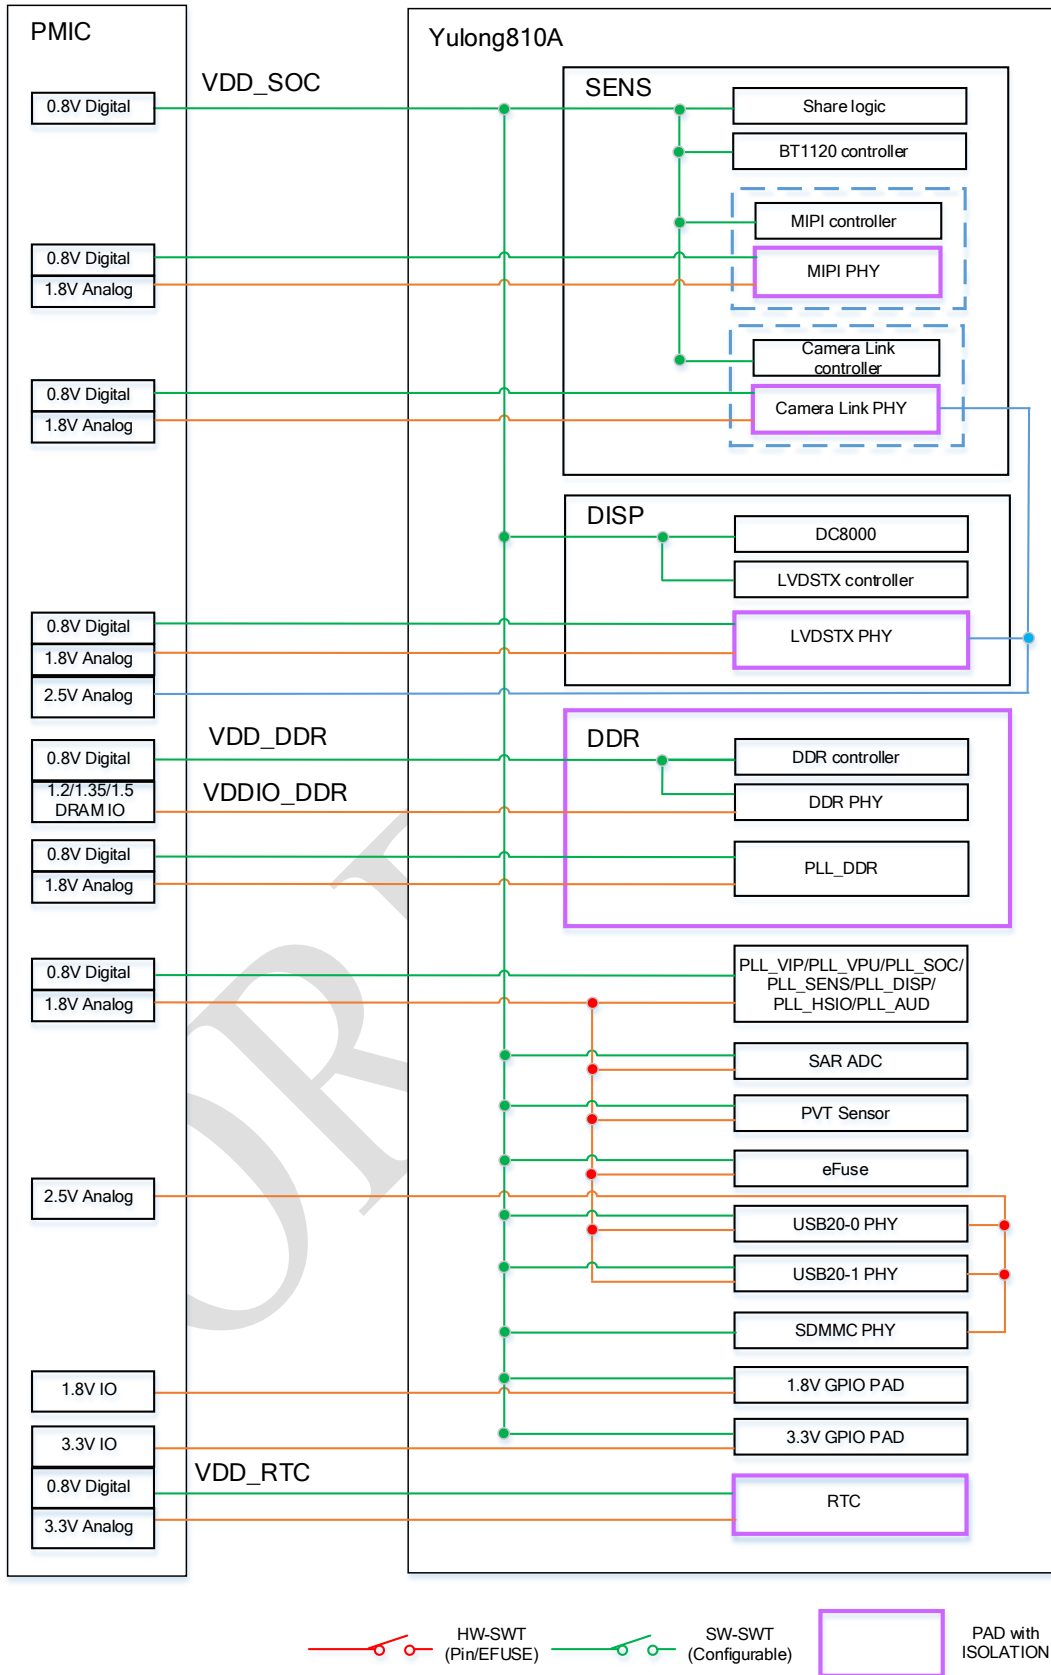 PMIC
Yulong810A
VDD_SOC
SENS
0.8V Digital
Share logic
BT1120 controller
MIPI controller
0.8V Digital
MIPI PHY
1.8V Analog
Camera Link
controller
0.8V Digital
Camera Link PHY
1.8V Analog
DISP
DC8000
LVDSTX controller
0.8V Digital
LVDSTX PHY
1.8V Analog
2.5V Analog
VDD_DDR
DDR
0.8V Digital
DDR controller
1.2/1.35/1.5
DRAM IO
VDDIO_DDR
DDR PHY
0.8V Digital
PLL_DDR
1.8V Analog
0.8V Digital
1.8V Analog
PLL_VIP/PLL_VPU/PLL_SOC/
PLL_SENS/PLL_DISP/
PLL_HSIO/PLL_AUD
SAR ADC
PVT Sensor
eFuse
2.5V Analog
USB20-0 PHY
USB20-1 PHY
SDMMC PHY
1.8V IO
1.8V GPIO PAD
3.3V IO
3.3V GPIO PAD
VDD_RTC
0.8V Digital
RTC
3.3V Analog
HW-SWT
(Pin/EFUSE)
SW-SWT
(Configurable)
PAD with
ISOLATION